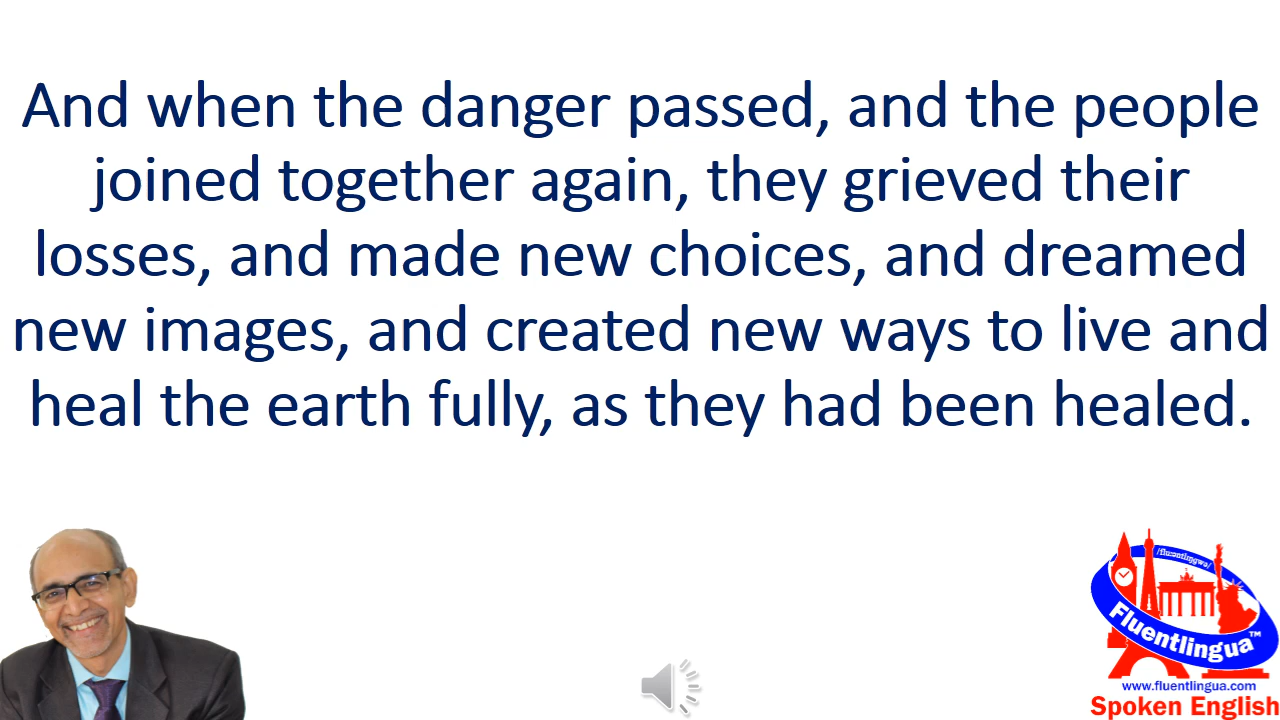 And when the danger passed, and the people
joined together again, they grieved their
losses, and made new choices, and dreamed
new images, and created new ways to live and
heal the earth fully, as they had been healed.
/fluːəntlɪŋgwə/
Fluentlingua™
www.fluentlingua.com
Spoken English